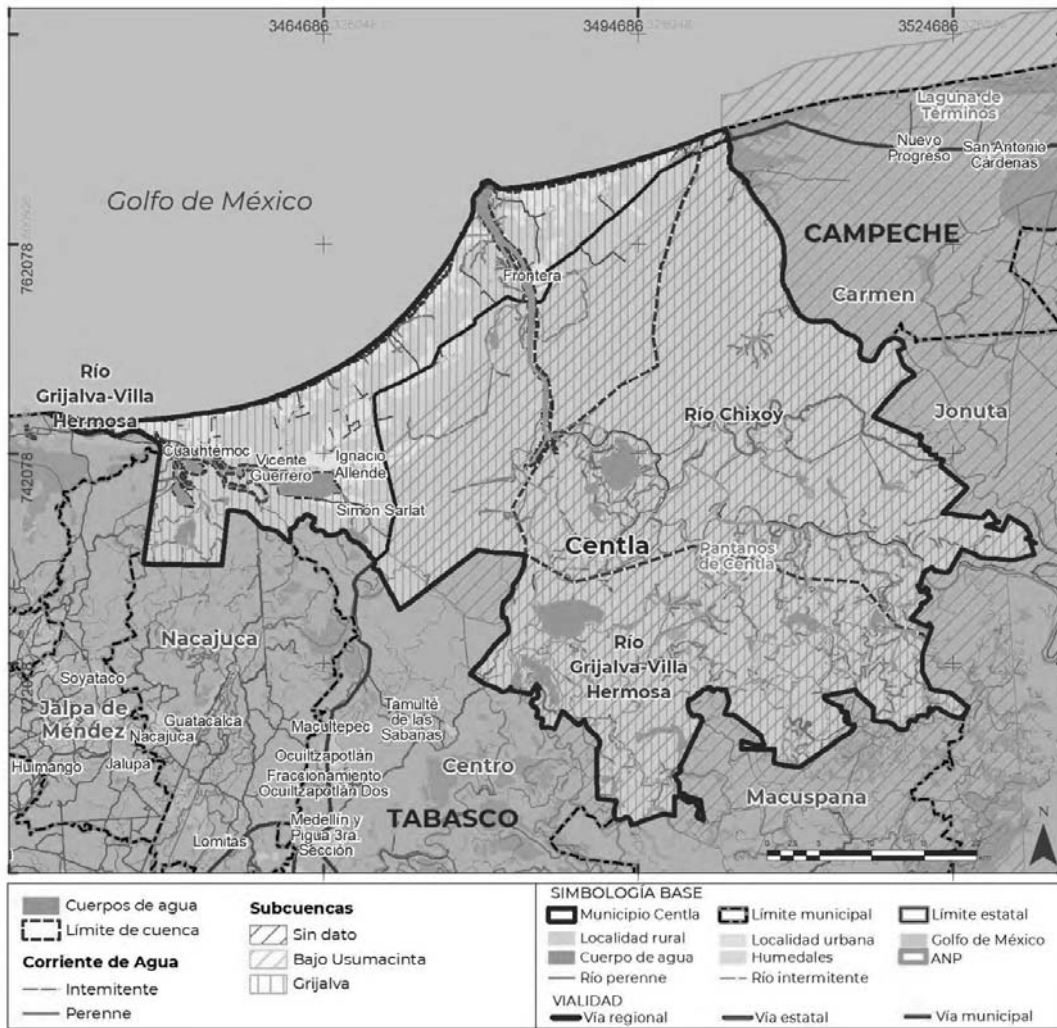 3464686
3494686
3524686
Laguna de
Términos
Nuevo
Progreso
San Antonio
Cárdenas
Golfo de México
CAMPECHE
762078
Frontera
Carmen
Río
Grijalva-Villa
Hermosa
Río Chixoy
Jonuta
742078
Cuauhtémoc
Vicente
Guerrero
Ignacio
Allende
Simón Sarlat
Centla
Pantanos
de Centla
Nacajuca
Río
Grijalva-Villa
Hermosa
722078
Soyataco
Jalpa de
Méndez
Guatacalca
Nacajuca
Macultepec
Tamulté
de las
Sabanas
Huimango
Jalupa
Ocuiltzapotlán
Fraccionamiento
Ocuiltzapotlán Dos
Centro
Macuspana
TABASCO
Medellín y
Pigua 3ra.
Sección
Lomitas
N
Cuerpos de agua
Límite de cuenca
Corriente de Agua
Intemitente
Perenne
Subcuencas
Sin dato
Bajo Usumacinta
Grijalva
SIMBOLOGÍA BASE
Municipio Centla
Límite municipal
Límite estatal
Localidad rural
Localidad urbana
Golfo de México
Cuerpo de agua
Humedales
ANP
Río perenne
Río intermitente
VIALIDAD
Vía regional
Vía estatal
Vía municipal